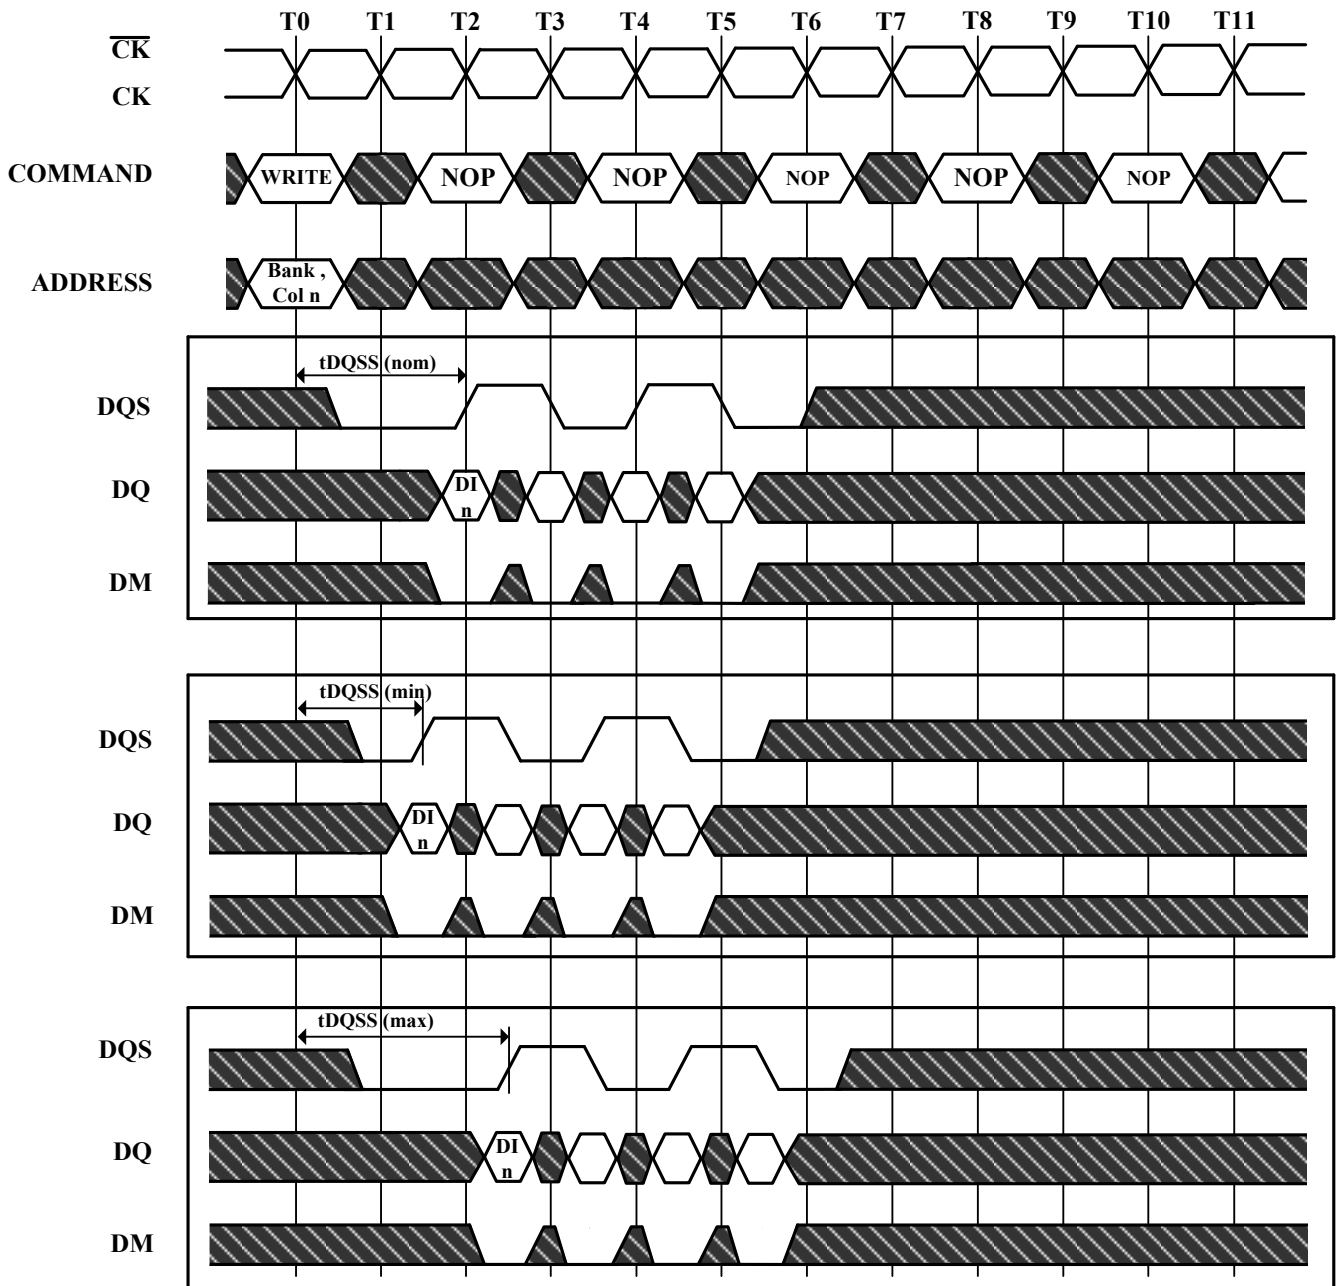 T0 T1 T2 T3 T4 T5 T6 T7 T8 T9 T10 T11
CK
CK
COMMAND WRITE NOP NOP NOP NOP NOP
ADDRESS Bank ,
Col n
tDQSS (nom)
DQS
DQ DI
n
DM
tDQSS (min)
DQS
DQ DI
n
DM
tDQSS (max)
DQS
DQ DI
n
DM